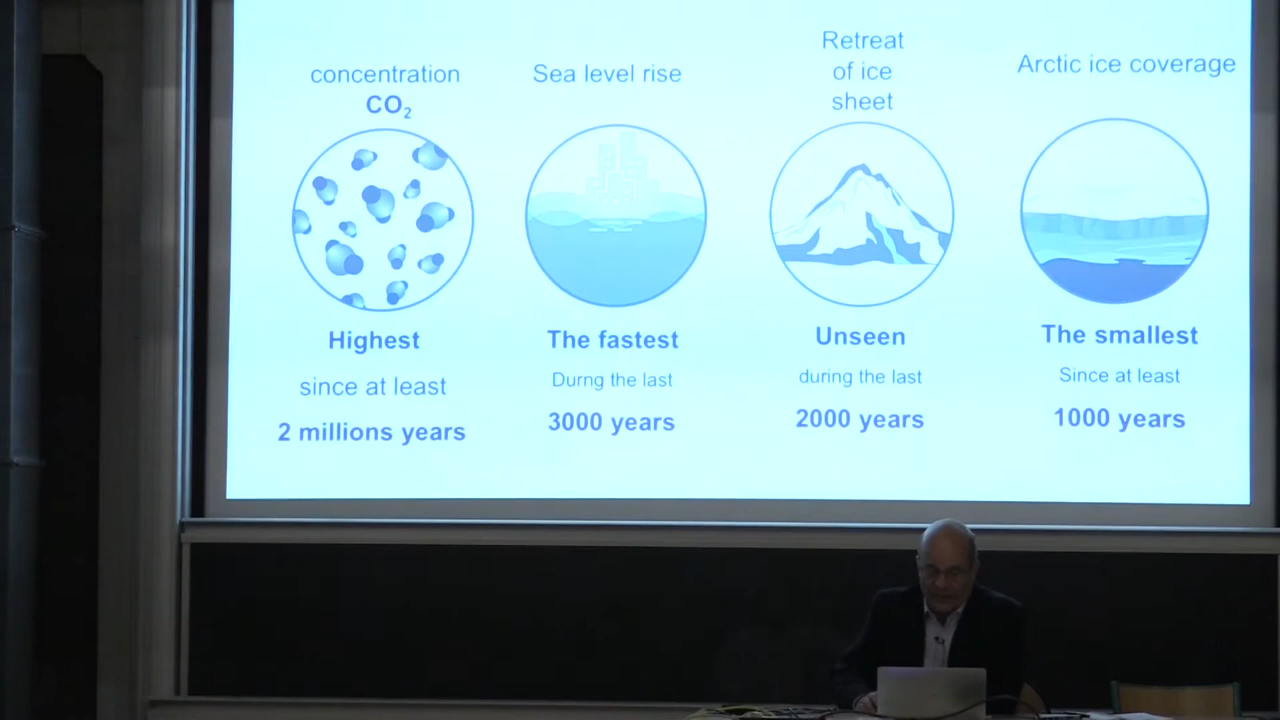 concentration
CO₂
Highest
since at least
2 millions years
Sea level rise
The fastest
Durng the last
3000 years
Retreat
of ice
sheet
Unseen
during the last
2000 years
Arctic ice coverage
The smallest
Since at least
1000 years